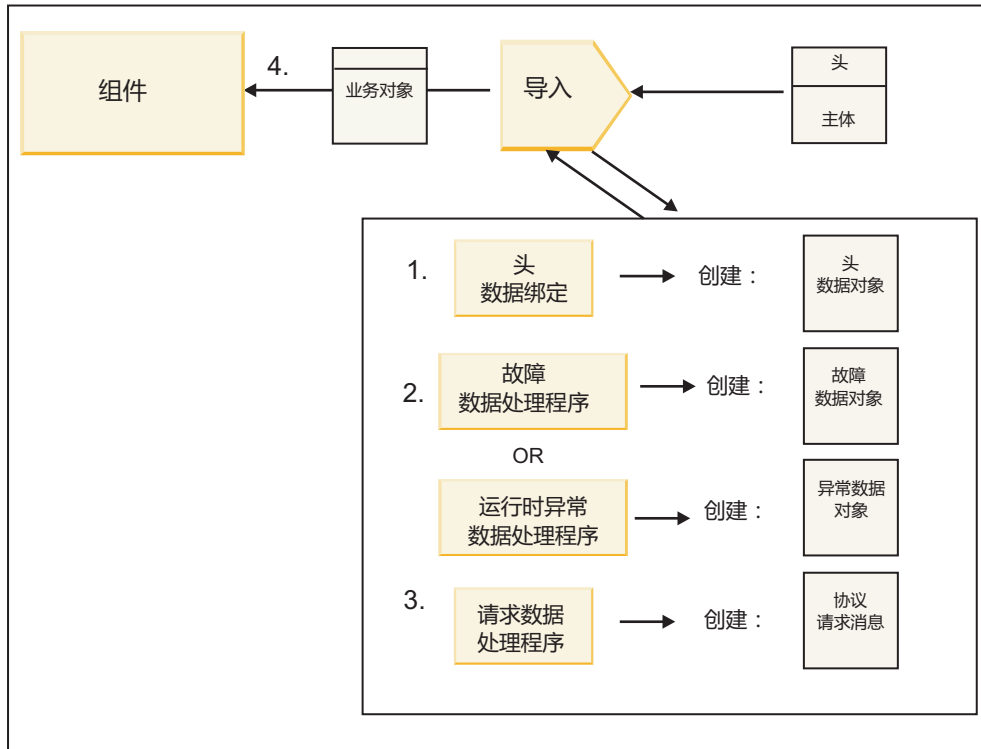 组件
4.
业务对象
导入
头
主体
1.
头
数据绑定
创建：
头
数据对象
2.
故障
数据处理程序
创建：
故障
数据对象
OR
运行时异常
数据处理程序
创建：
异常数据
对象
3.
请求数据
处理程序
创建：
协议
请求消息